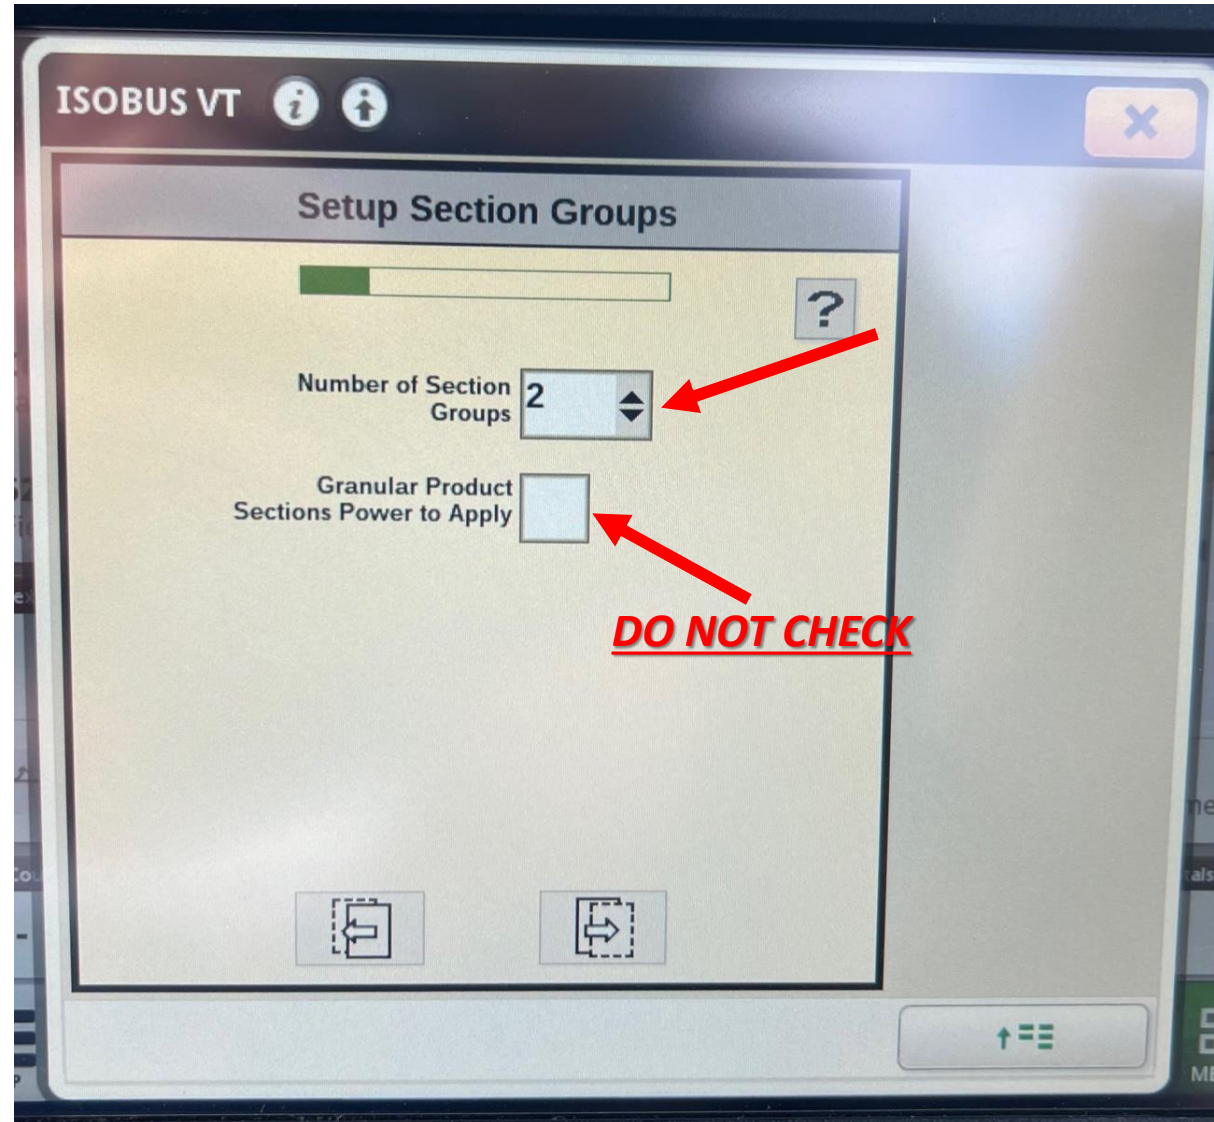 ISOBUS VT
Setup Section Groups
?
Number of Section
Groups
2
Granular Product
Sections Power to Apply
DO NOT CHECK